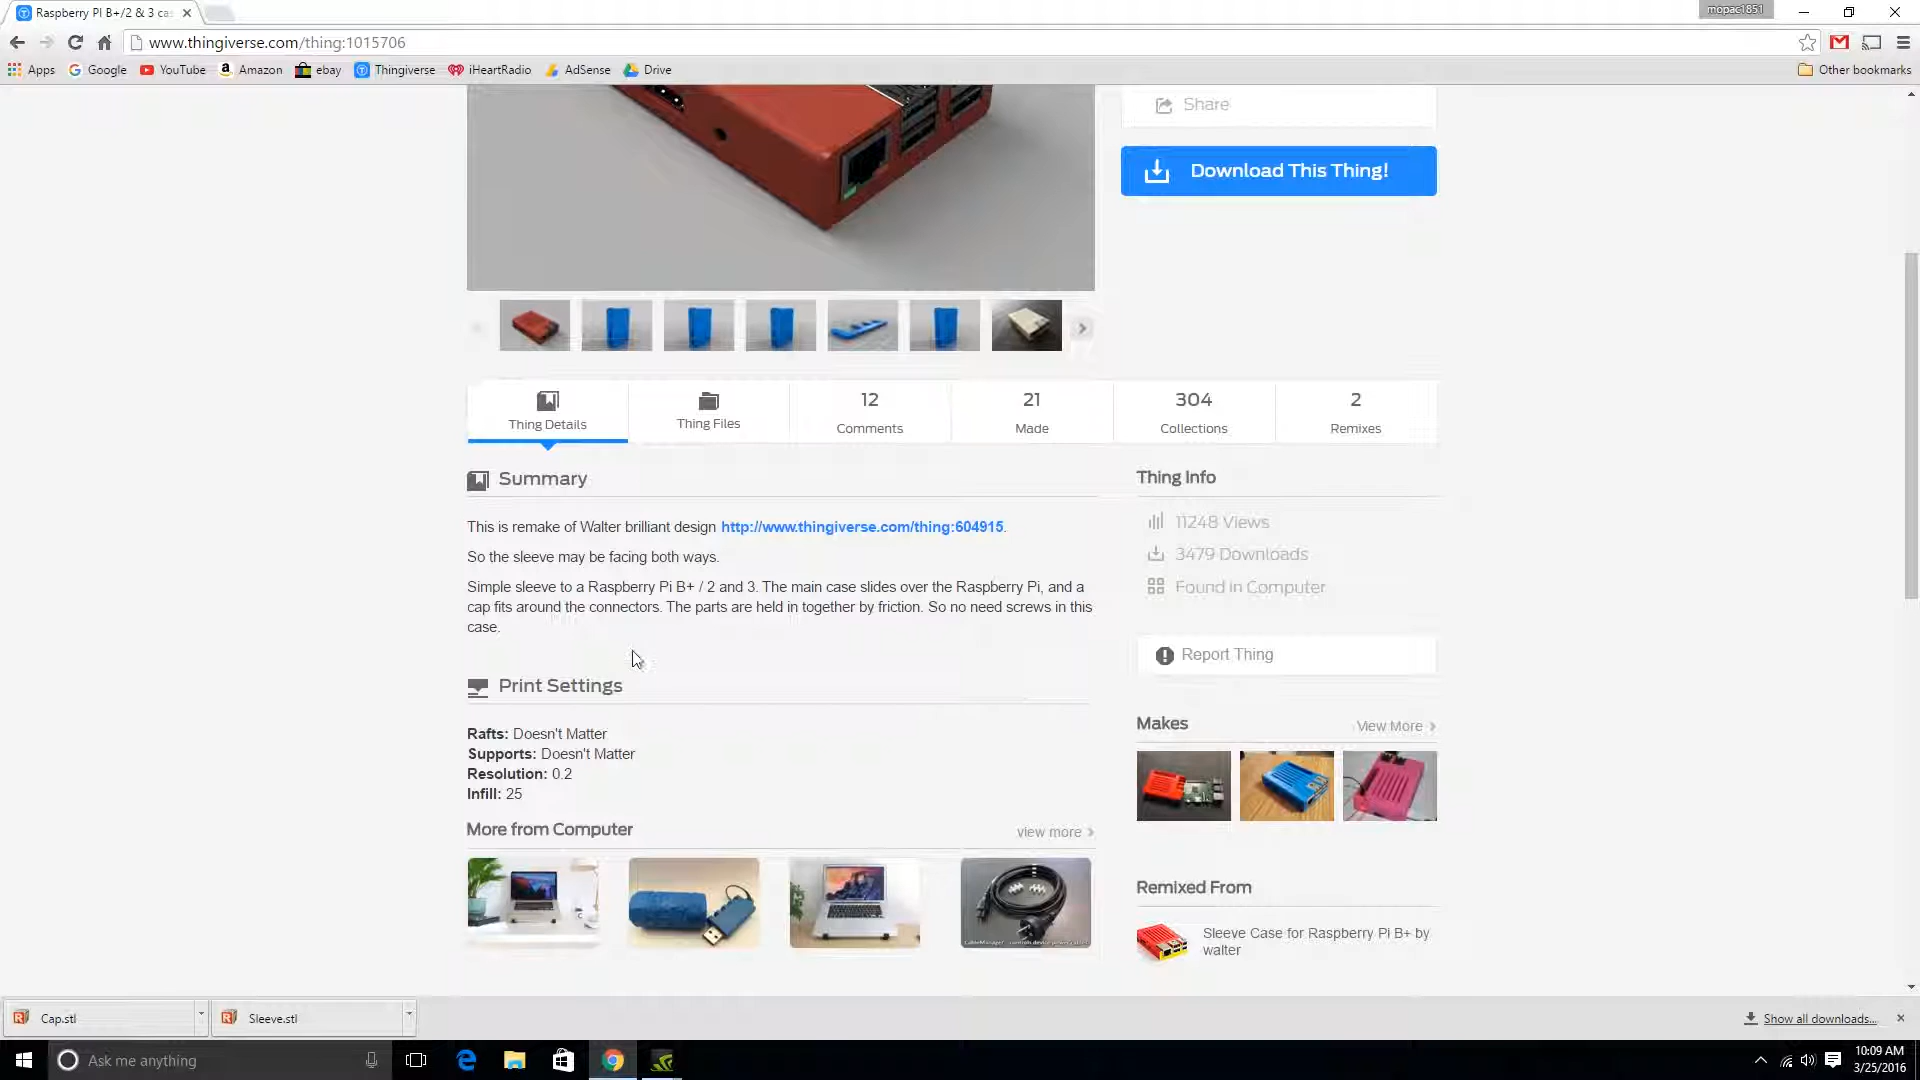 Raspberry PI B+/2 & 3 ca
mopac1851
www.thingiverse.com/thing:1015706
Apps Google YouTube Amazon ebay Thingiverse iHeartRadio AdSense Drive Other bookmarks
Share
Download This Thing!
Thing Details
Thing Files
12
Comments
21
Made
304
Collections
2
Remixes
Summary
This is remake of Walter brilliant design http://www.thingiverse.com/thing:604915.
So the sleeve may be facing both ways.
Simple sleeve to a Raspberry Pi B+ / 2 and 3. The main case slides over the Raspberry Pi, and a
cap fits around the connectors. The parts are held in together by friction. So no need screws in this
case.
Print Settings
Rafts: Doesn't Matter
Supports: Doesn't Matter
Resolution: 0.2
Infill: 25
More from Computer
view more
Thing Info
11248 Views
3479 Downloads
Found in Computer
Report Thing
Makes
View More
Remixed From
Sleeve Case for Raspberry Pi B+ by
walter
Cap.stl
Sleeve.stl
Show all downloads...
Ask me anything
10:09 AM
3/25/2016